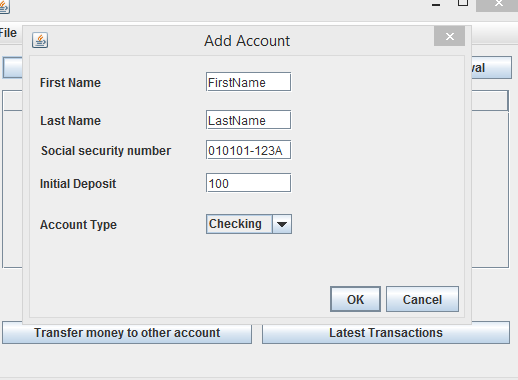 Add Account
File
First Name FirstName
Last Name LastName
Social security number 010101-123A
Initial Deposit 100
Account Type Checking
OK Cancel
Transfer money to other account Latest Transactions